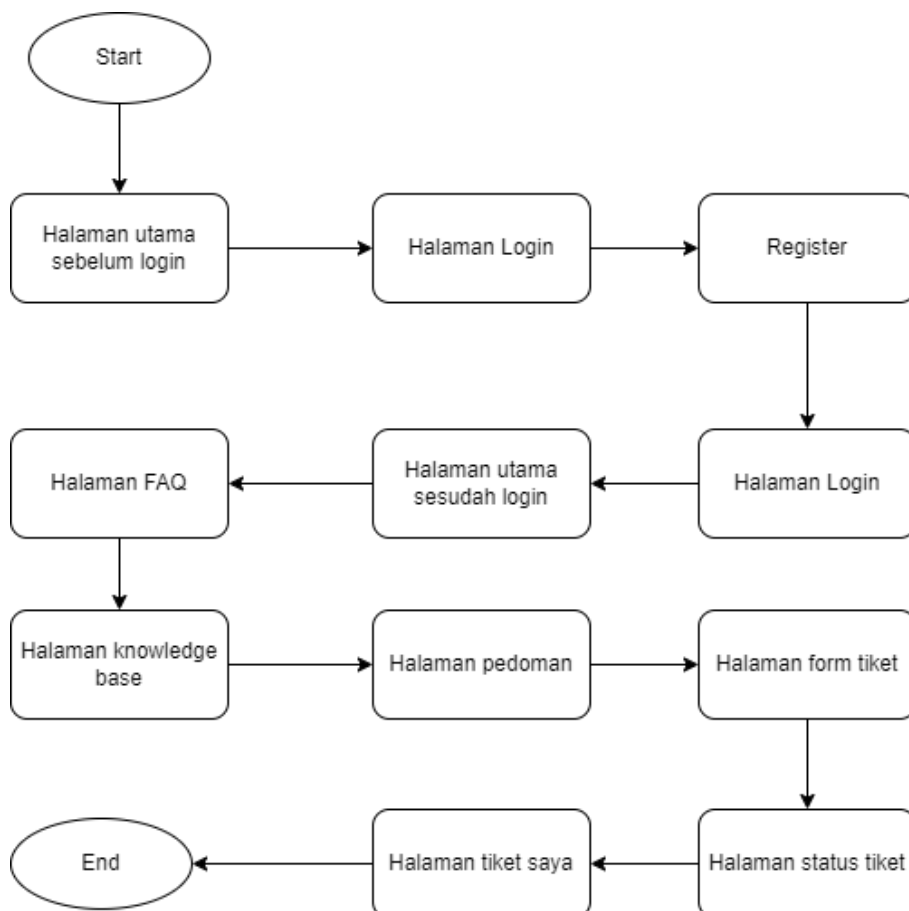 Start
Halaman utama
sebelum login
Halaman Login
Register
Halaman Login
Halaman utama
sesudah login
Halaman FAQ
Halaman knowledge
base
Halaman pedoman
Halaman form tiket
Halaman status tiket
Halaman tiket saya
End